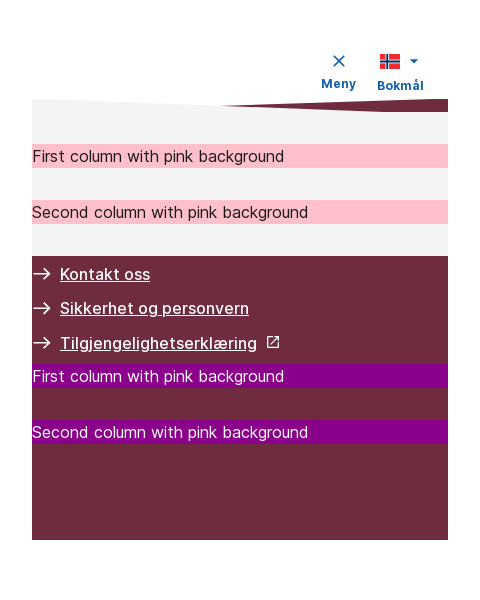 Meny
Bokmål
First column with pink background
Second column with pink background
Kontakt oss
Sikkerhet og personvern
Tilgjengelighetserklæring
First column with pink background
Second column with pink background